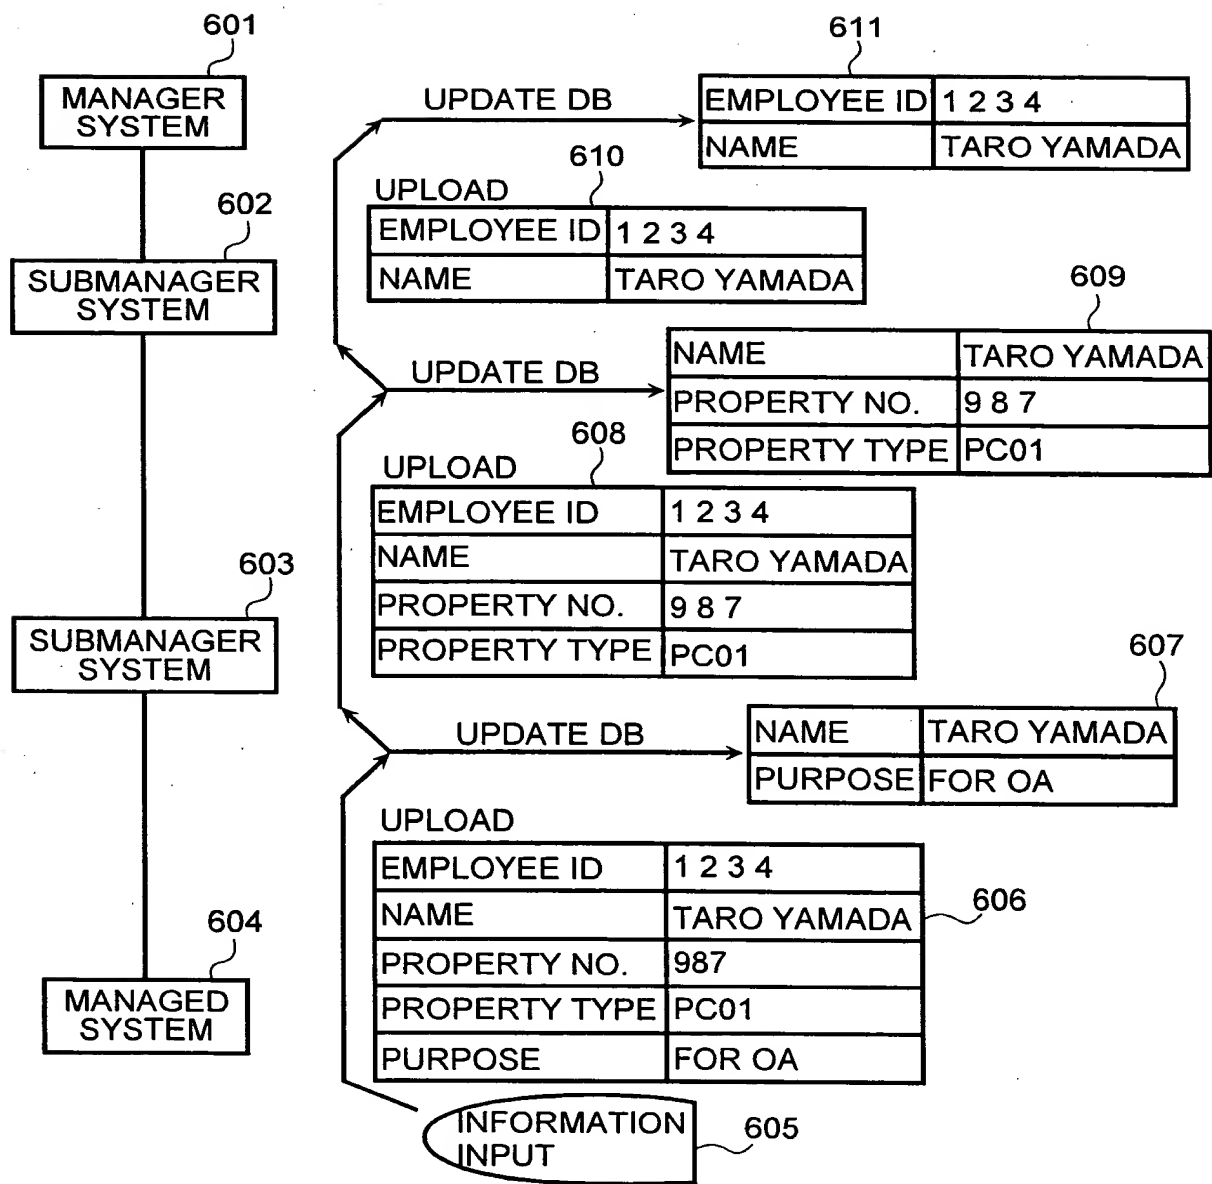 601
MANAGER
SYSTEM
602
SUBMANAGER
SYSTEM
603
SUBMANAGER
SYSTEM
604
MANAGED
SYSTEM
611
UPDATE DB
EMPLOYEE ID 1 2 3 4
NAME TARO YAMADA
610
UPLOAD
EMPLOYEE ID 1 2 3 4
NAME TARO YAMADA
609
UPDATE DB
NAME TARO YAMADA
PROPERTY NO. 9 8 7
PROPERTY TYPE PC01
608
UPLOAD
EMPLOYEE ID 1 2 3 4
NAME TARO YAMADA
PROPERTY NO. 9 8 7
PROPERTY TYPE PC01
607
UPDATE DB
NAME TARO YAMADA
PURPOSE FOR OA
UPLOAD
EMPLOYEE ID 1 2 3 4
NAME TARO YAMADA
606
PROPERTY NO. 987
PROPERTY TYPE PC01
PURPOSE FOR OA
INFORMATION
INPUT
605